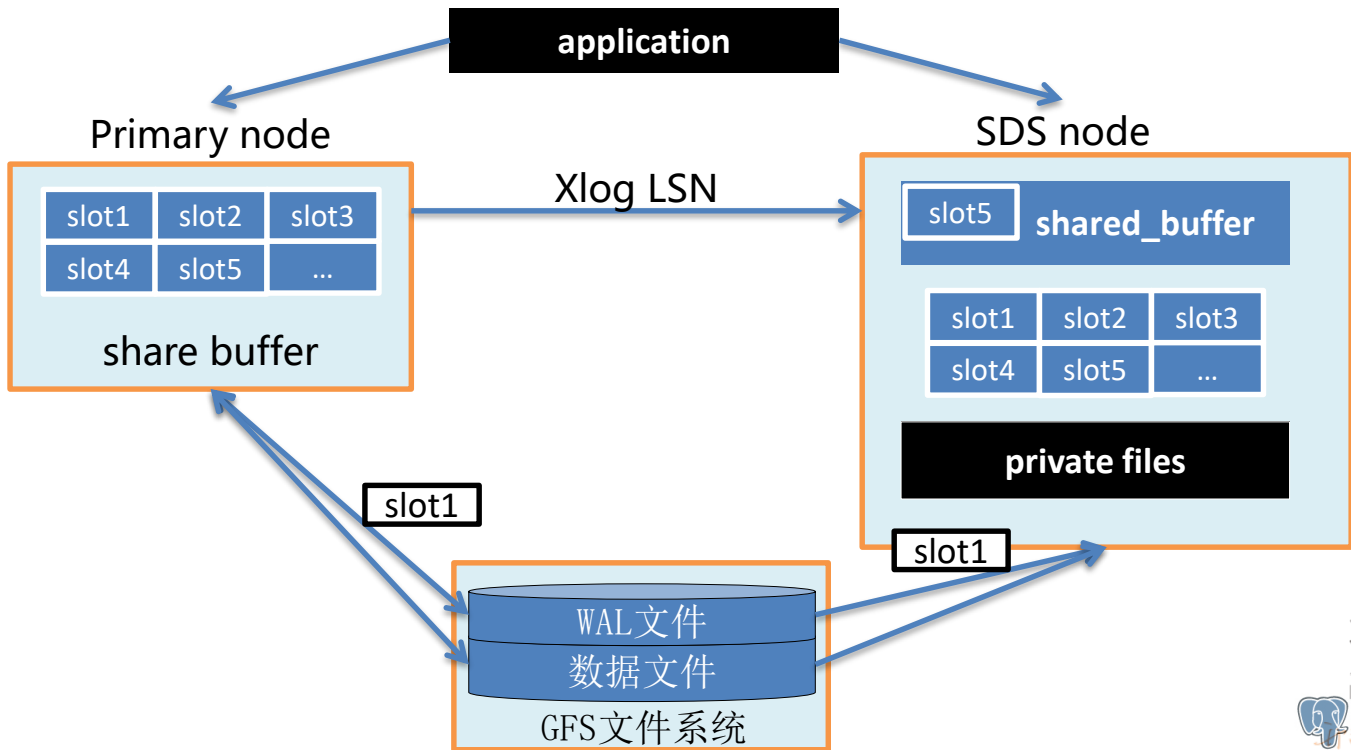 application
Primary node
SDS node
slot1 slot2 slot3
slot4 slot5 ...
share buffer
Xlog LSN
slot5 shared_buffer
slot1 slot2 slot3
slot4 slot5 ...
private files
slot1
slot1
WAL文件
数据文件
GFS文件系统